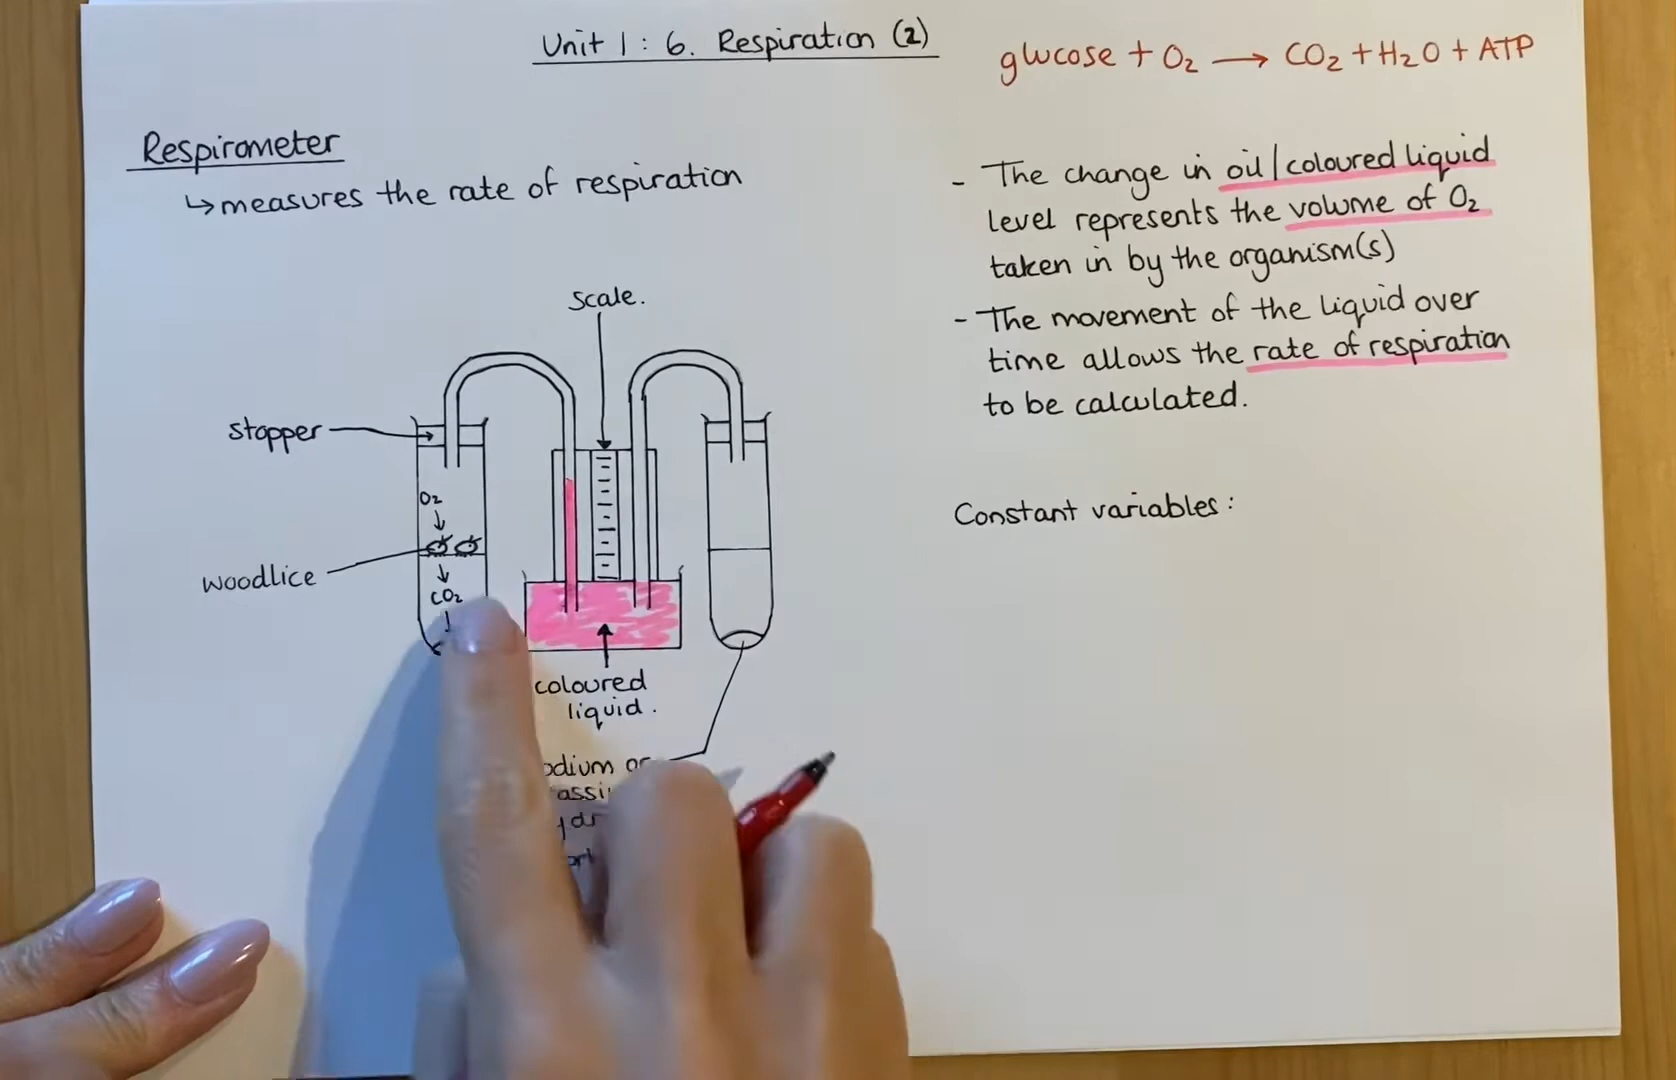 Unit 1 : 6. Respiration (2)
glucose + O₂ → CO₂ + H₂O + ATP
Respirometer
↳ measures the rate of respiration
scale.
stopper
O₂
woodlice
CO₂
coloured
liquid.
- The change in oil/coloured liquid
level represents the volume of O₂
taken in by the organism(s)
- The movement of the liquid over
time allows the rate of respiration
to be calculated.
Constant variables: